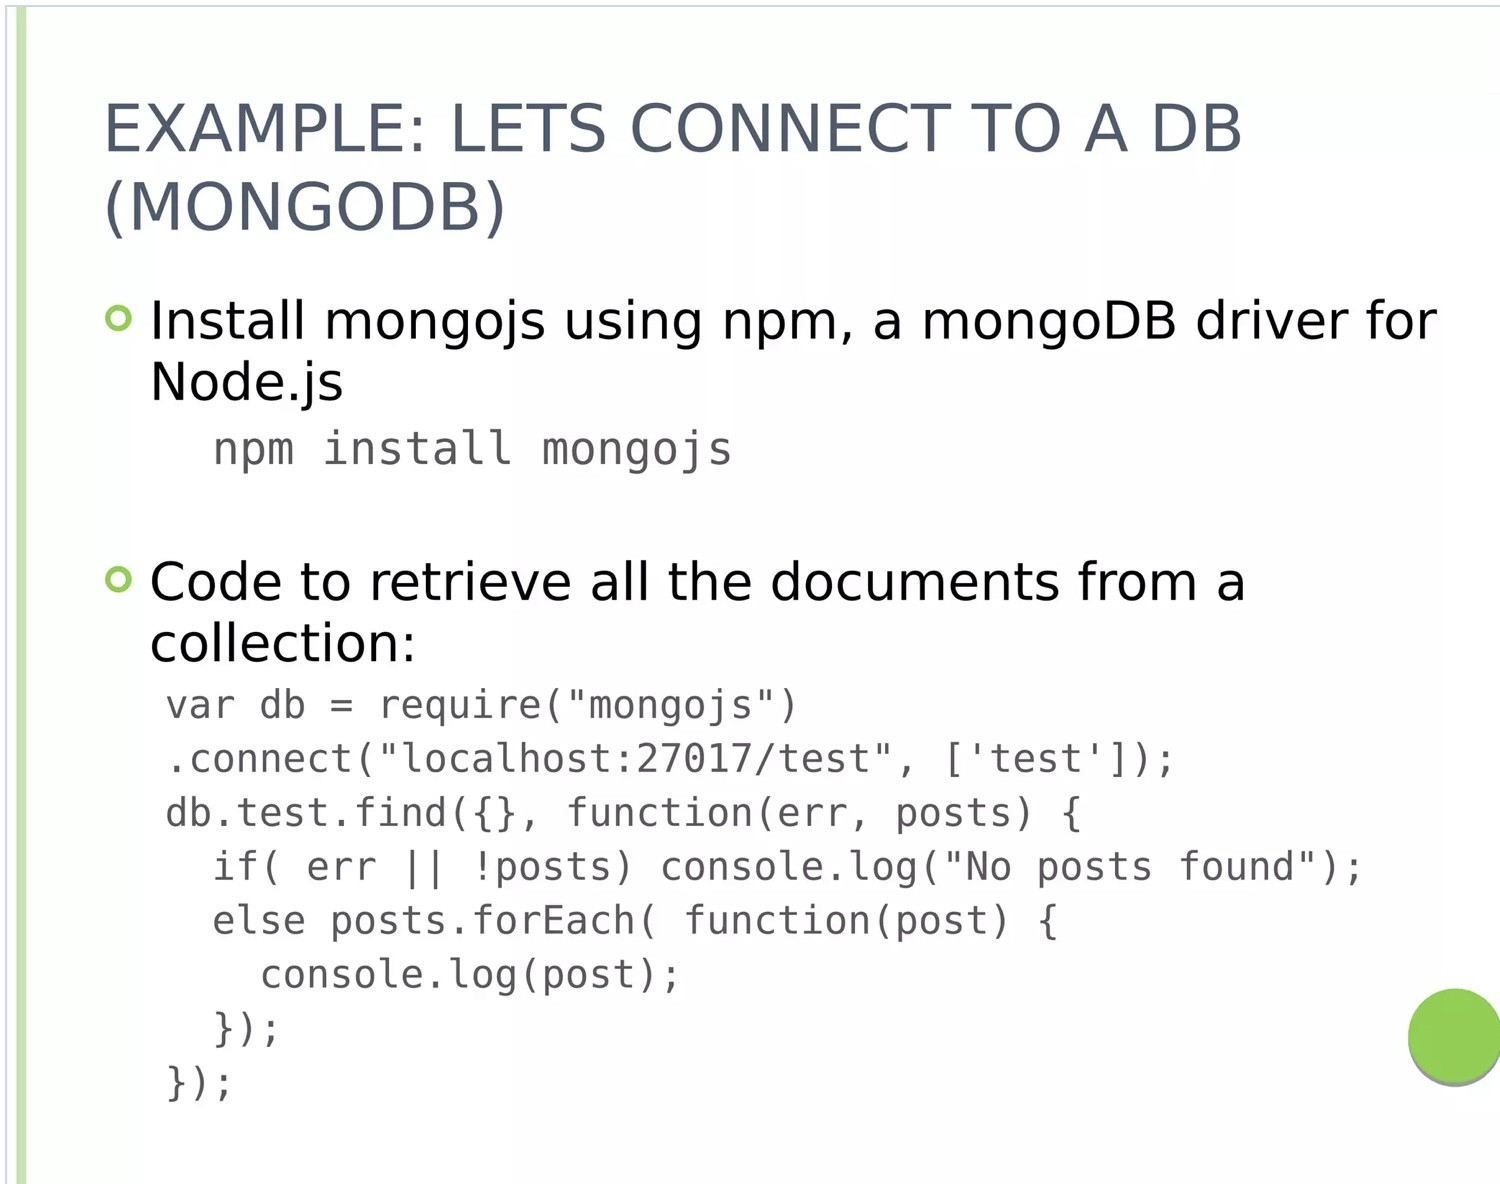 EXAMPLE: LETS CONNECT TO A DB
(MONGODB)
Install mongojs using npm, a mongoDB driver for
Node.js
npm install mongojs
Code to retrieve all the documents from a
collection:
var db = require("mongojs")
.connect("localhost:27017/test", ['test']);
db.test.find({}, function(err, posts) {
if( err || !posts) console.log("No posts found");
else posts.forEach( function(post) {
console.log(post);
});
});